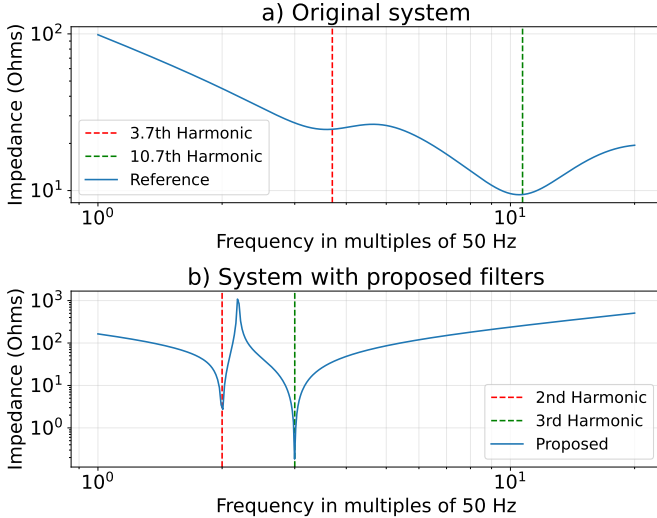 a) Original system
Impedance (Ohms)
10²
10¹
3.7th Harmonic
10.7th Harmonic
Reference
10⁰
10¹
Frequency in multiples of 50 Hz
b) System with proposed filters
Impedance (Ohms)
10³
10²
10¹
10⁰
2nd Harmonic
3rd Harmonic
Proposed
10⁰
10¹
Frequency in multiples of 50 Hz